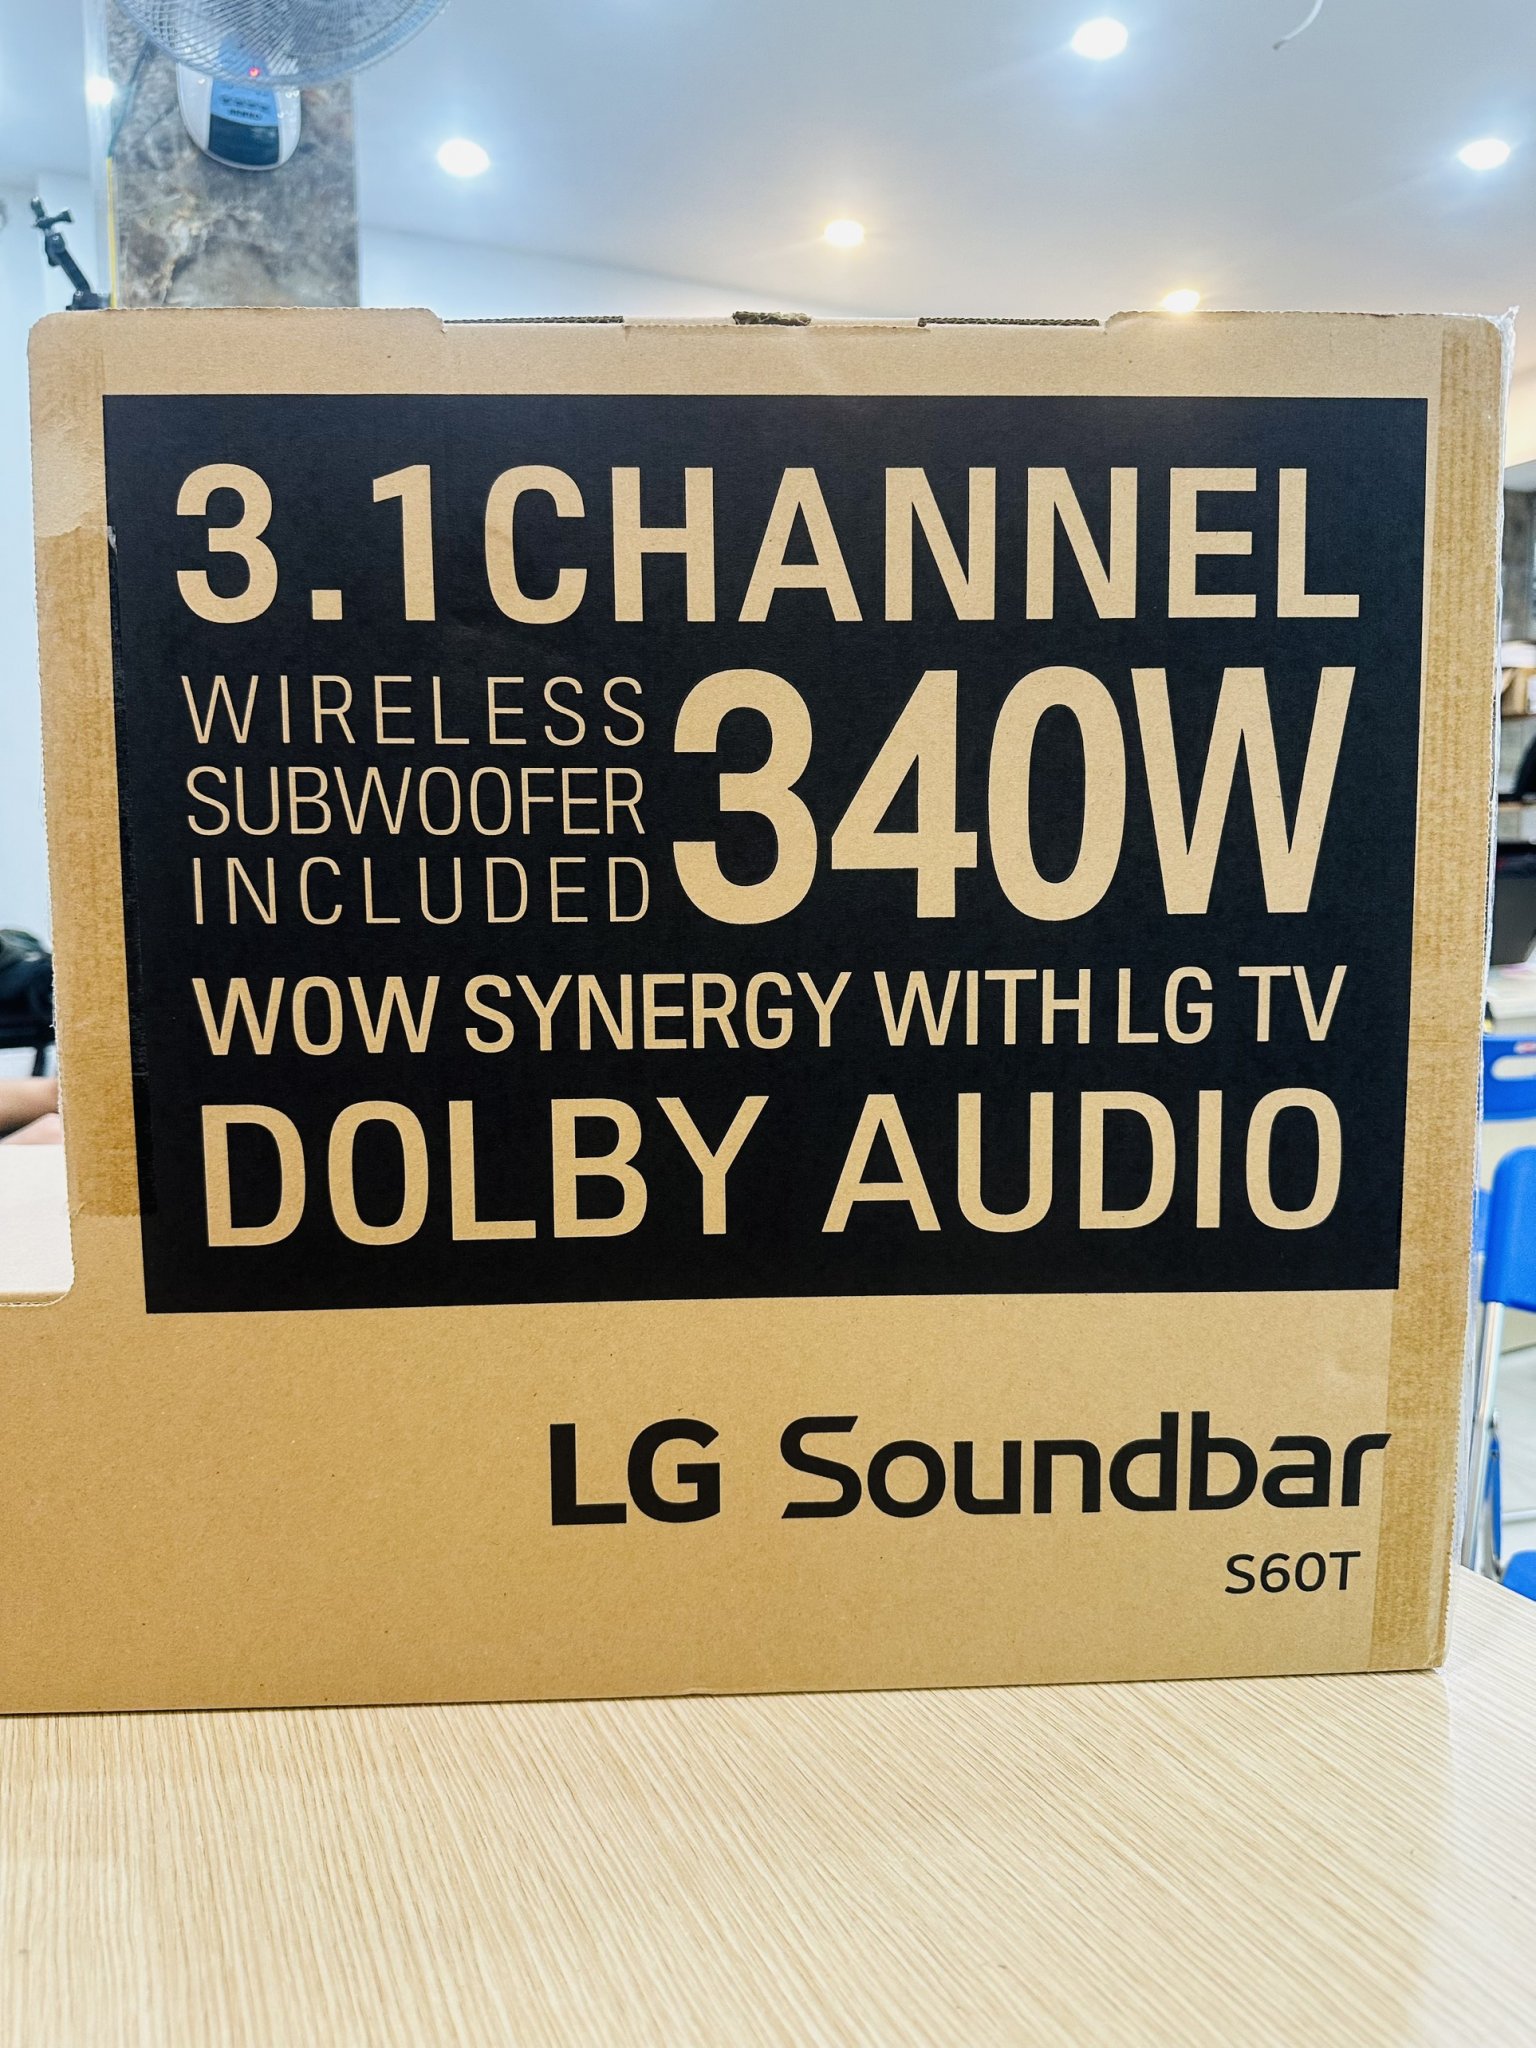 3.1CHANNEL
WIRELESS
SUBWOOFER
INCLUDED
340W
WOW SYNERGY WITH LG TV
DOLBY AUDIO
LG Soundbar
S60T